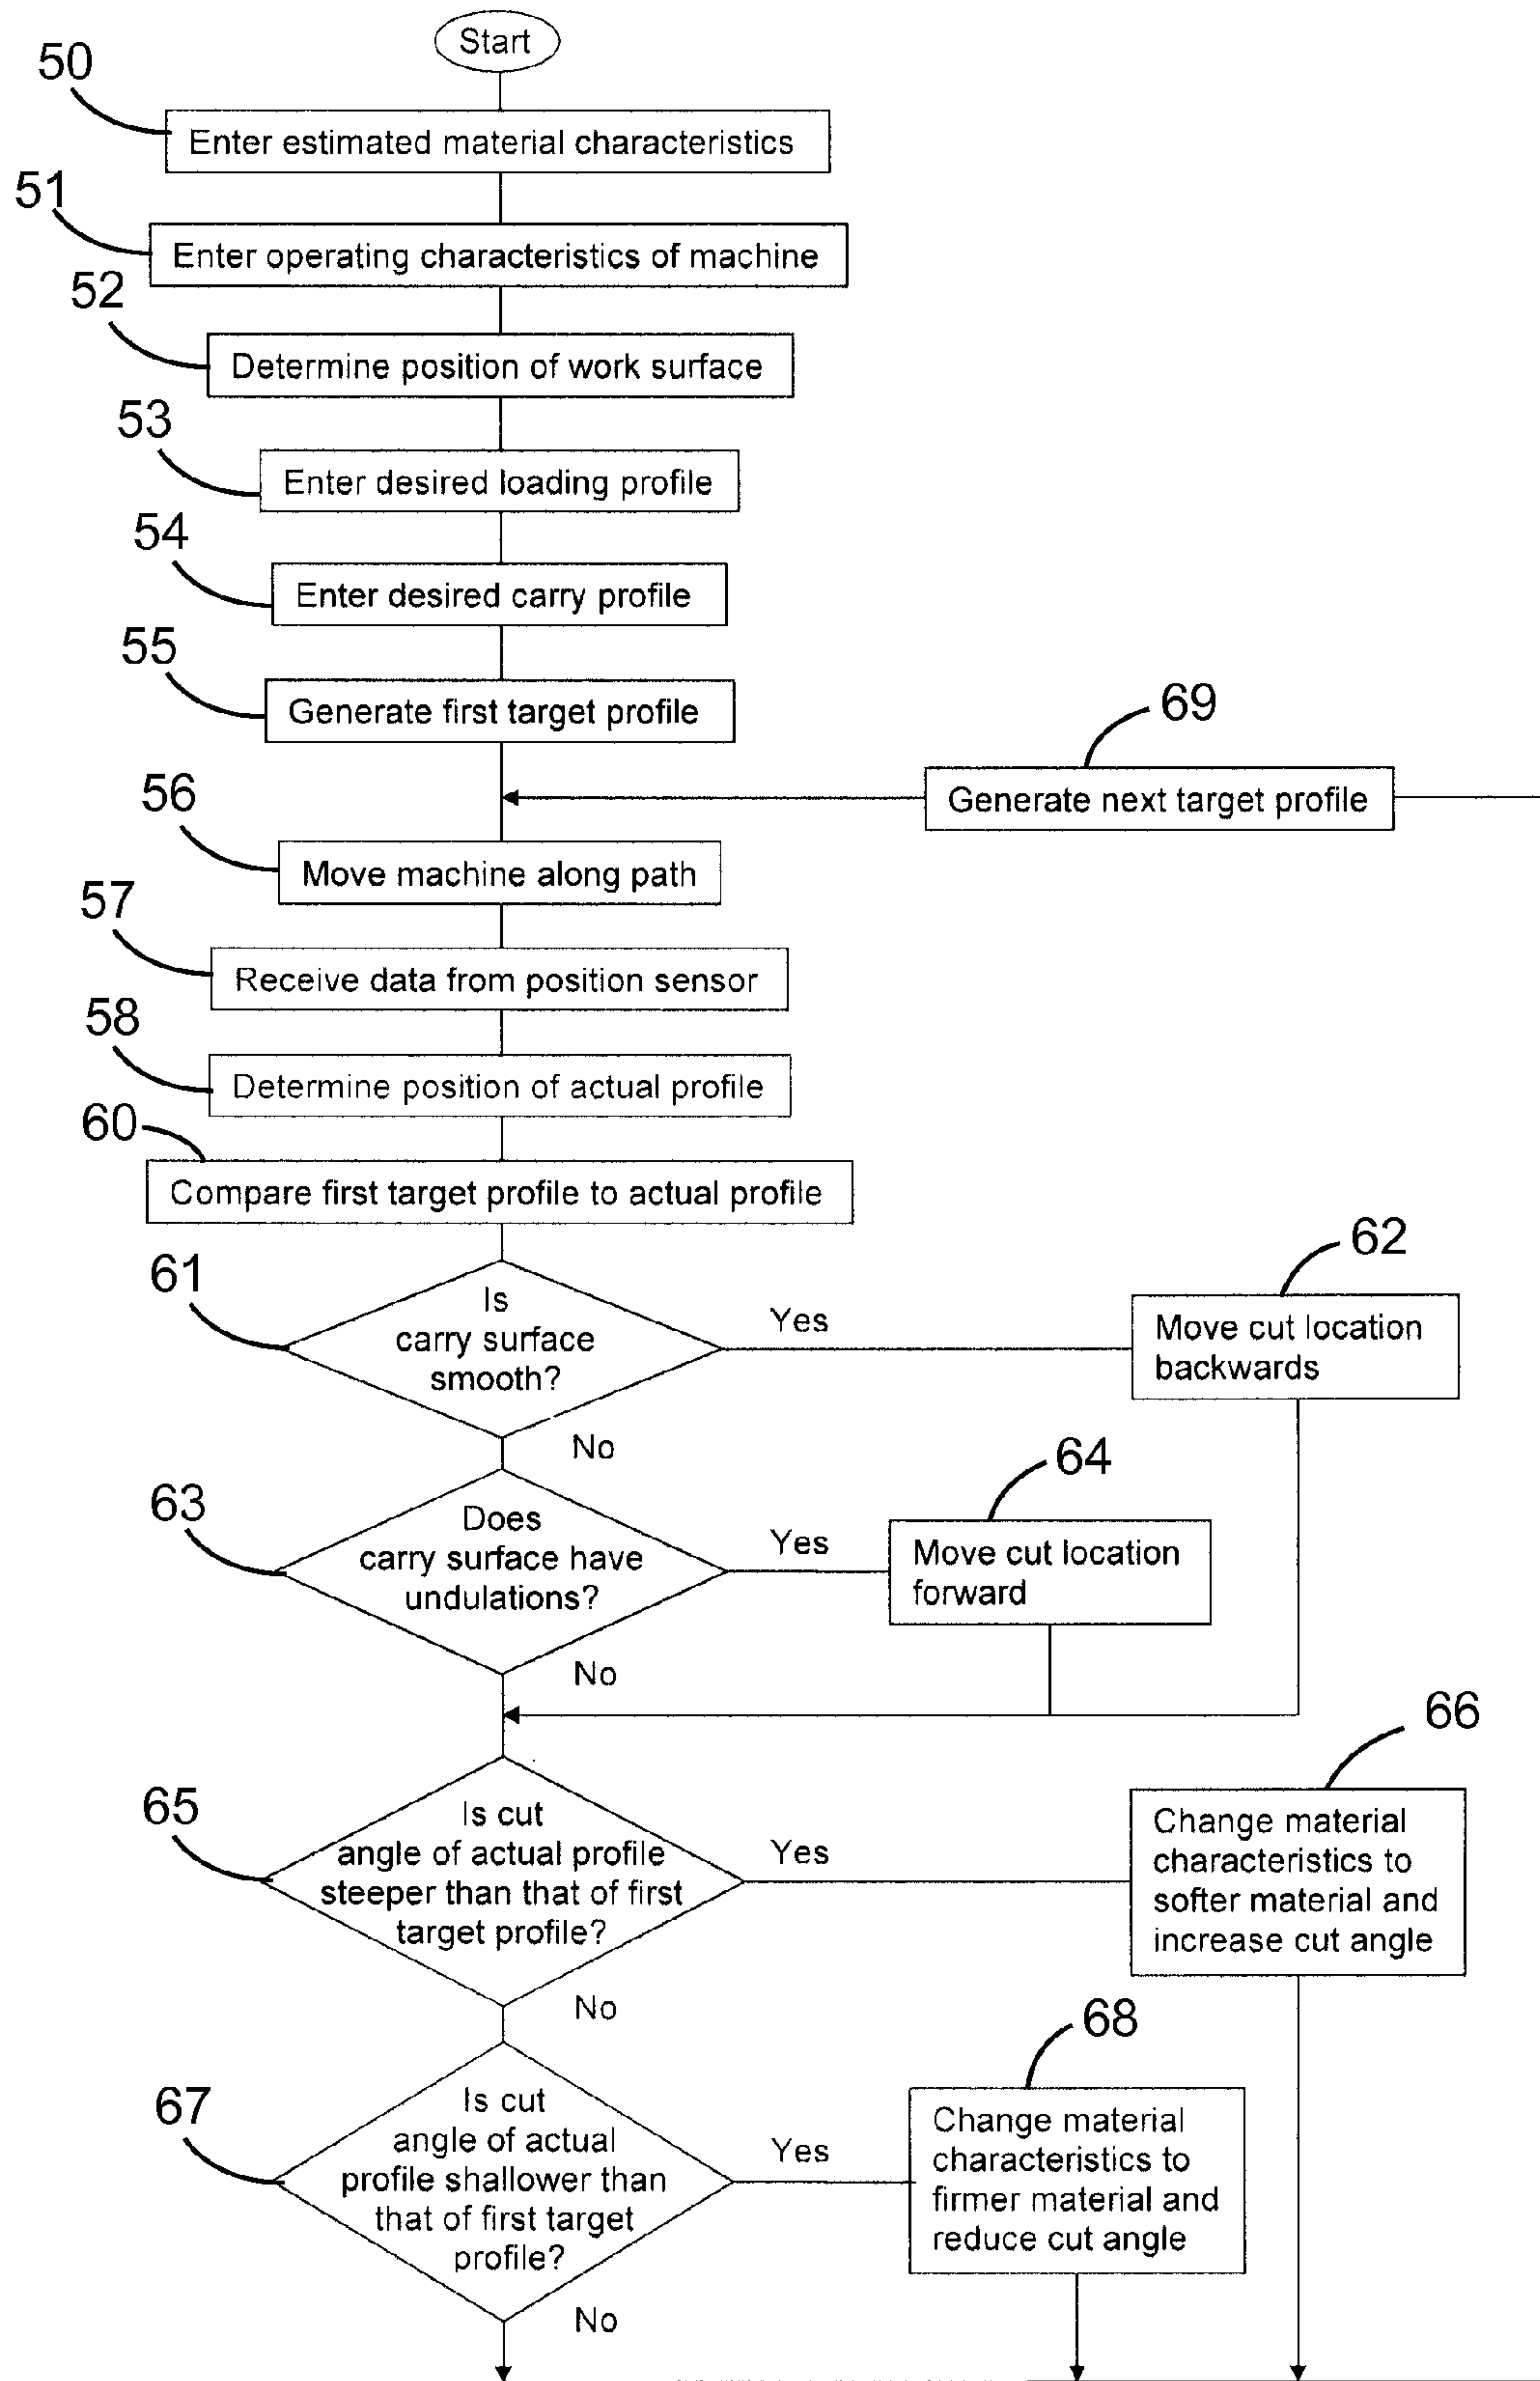 Start
50
Enter estimated material characteristics
51
Enter operating characteristics of machine
52
Determine position of work surface
53
Enter desired loading profile
54
Enter desired carry profile
55
Generate first target profile
69
Generate next target profile
56
Move machine along path
57
Receive data from position sensor
58
Determine position of actual profile
60
Compare first target profile to actual profile
61
Is
carry surface
smooth?
Yes
62
Move cut location
backwards
No
63
Does
carry surface have
undulations?
Yes
64
Move cut location
forward
No
65
Is cut
angle of actual profile
steeper than that of first
target profile?
Yes
66
Change material
characteristics to
softer material and
increase cut angle
No
67
Is cut
angle of actual
profile shallower than
that of first target
profile?
Yes
68
Change material
characteristics to
firmer material and
reduce cut angle
No